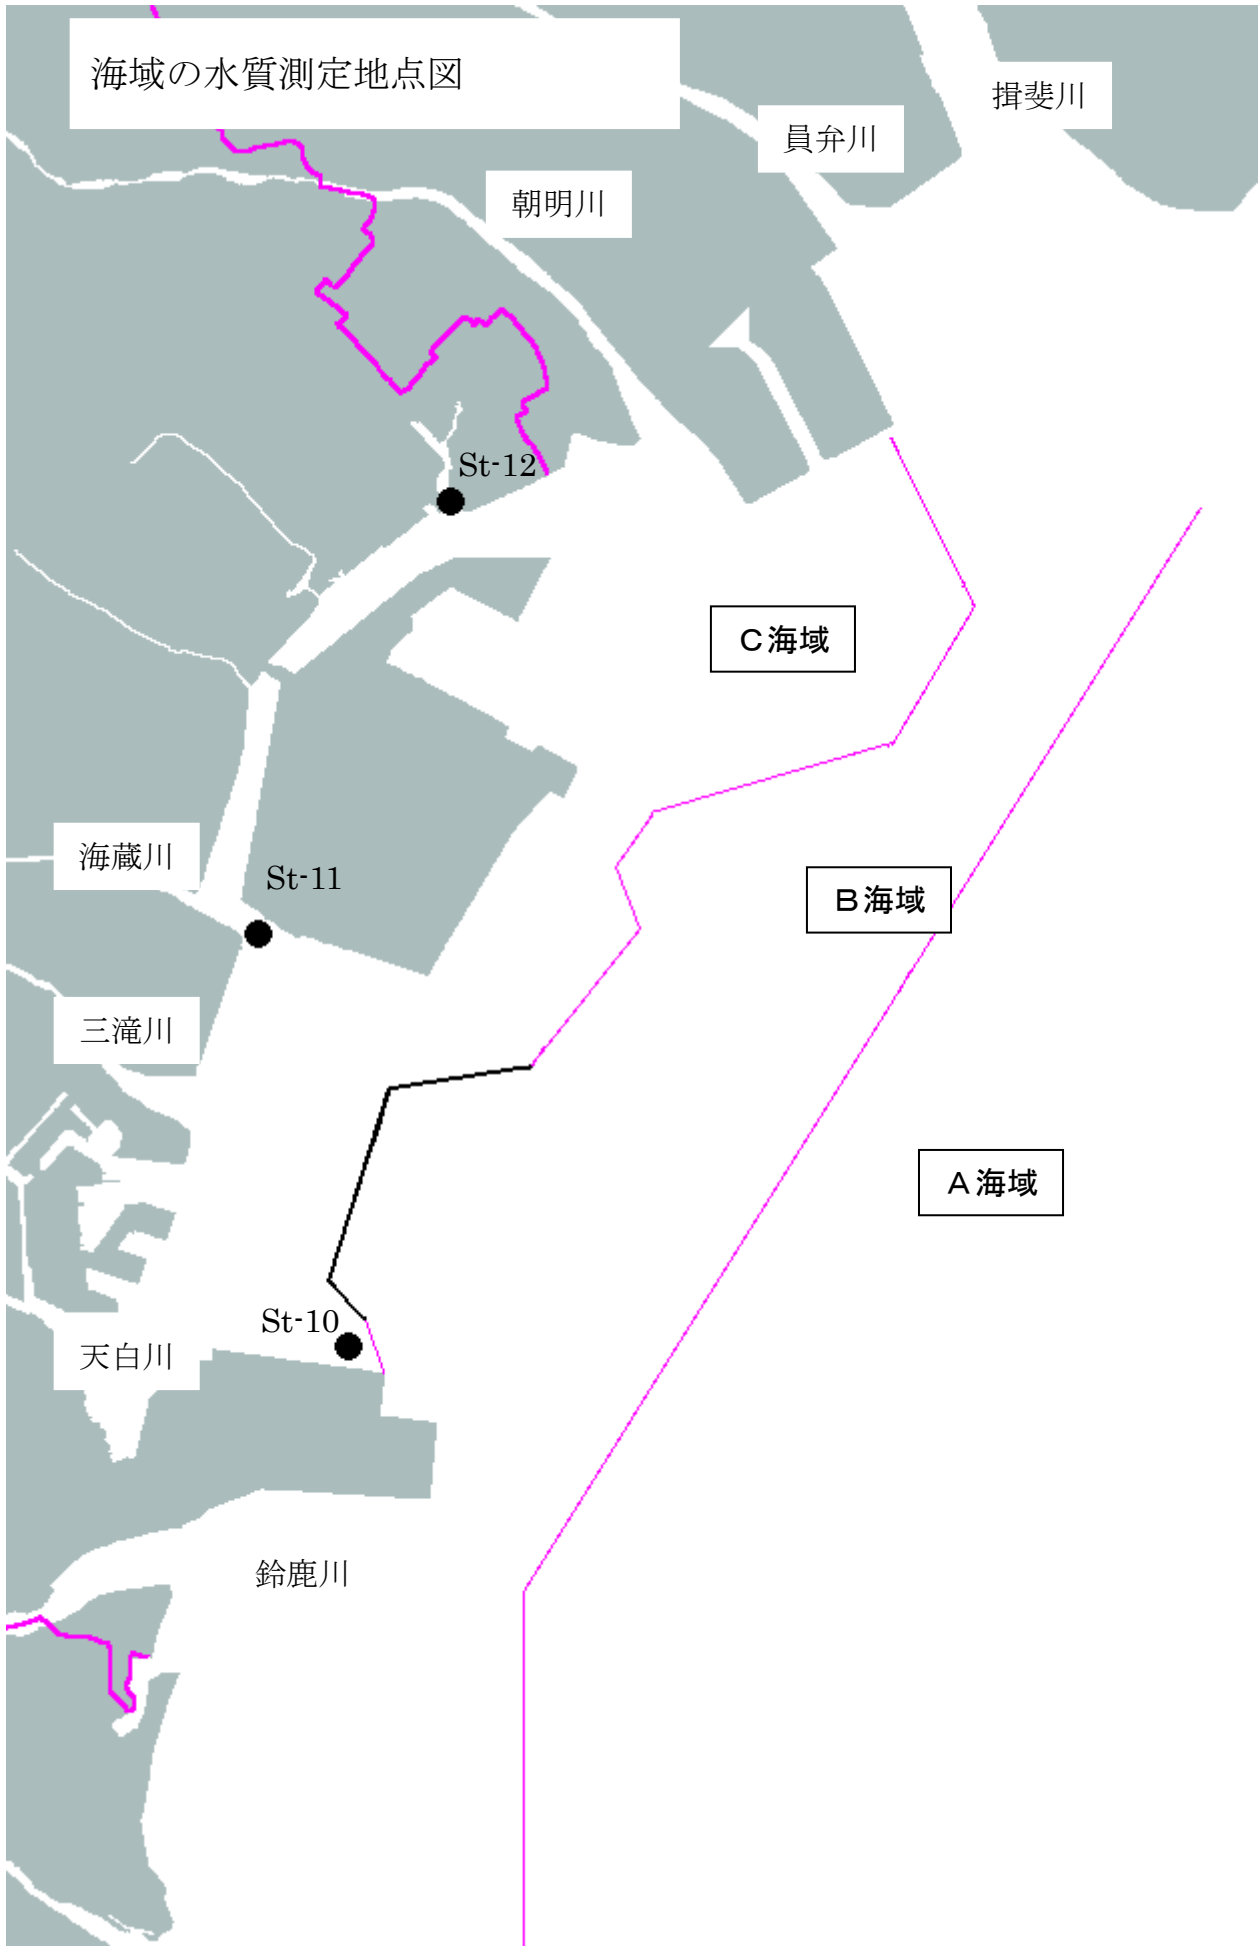 海域の水質測定地点図
揖斐川
員弁川
朝明川
St-12
C海域
海蔵川
St-11
B海域
三滝川
A海域
St-10
天白川
鈴鹿川